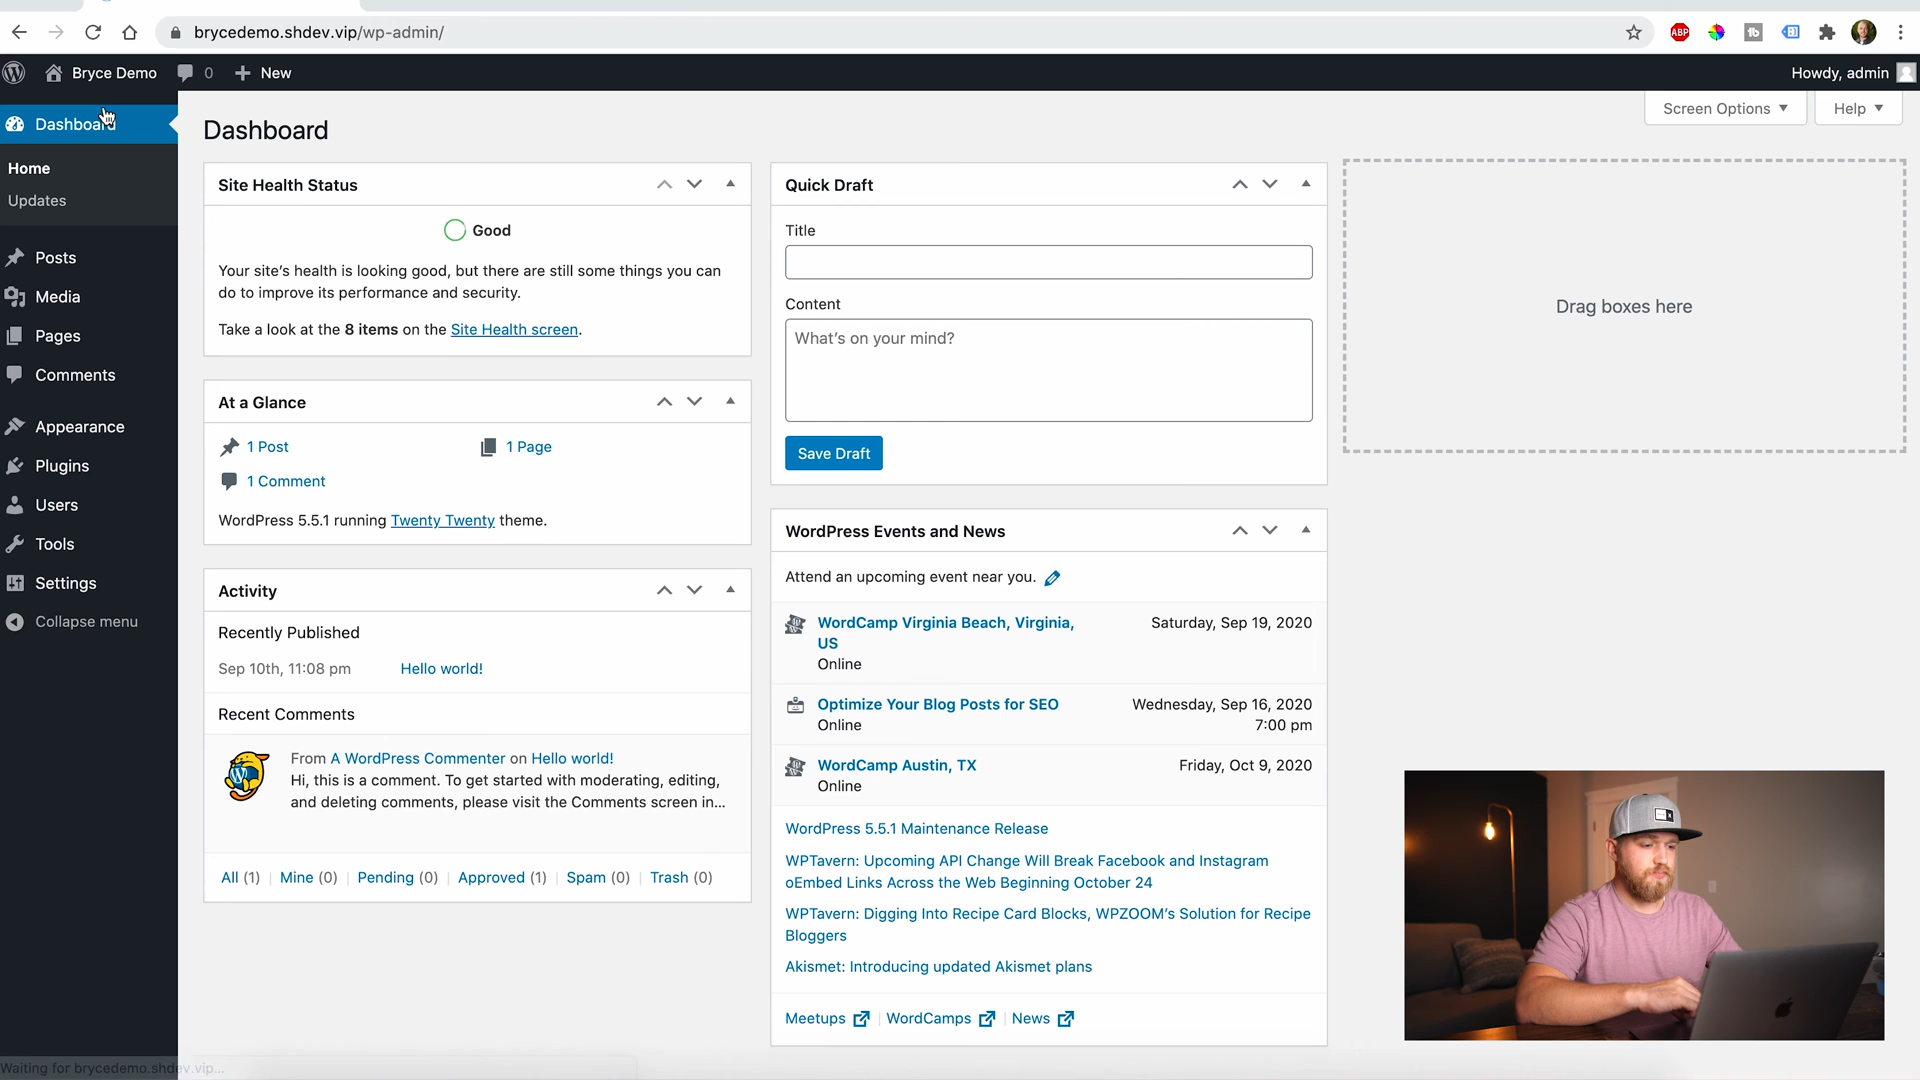 brycedemo.shdev.vip/wp-admin/
ABP
Bryce Demo
0
New
Howdy, admin
Dashboard
Home
Updates
Posts
Media
Pages
Comments
Appearance
Plugins
Users
Tools
Settings
Collapse menu
Screen Options
Help
Dashboard
Site Health Status
Good
Your site's health is looking good, but there are still some things you can
do to improve its performance and security.
Take a look at the 8 items on the Site Health screen.
At a Glance
1 Post
1 Page
1 Comment
WordPress 5.5.1 running Twenty Twenty theme.
Activity
Recently Published
Sep 10th, 11:08 pm
Hello world!
Recent Comments
From A WordPress Commenter on Hello world!
Hi, this is a comment. To get started with moderating, editing,
and deleting comments, please visit the Comments screen in…
All (1) | Mine (0) | Pending (0) | Approved (1) | Spam (0) | Trash (0)
Quick Draft
Title
Content
What's on your mind?
Save Draft
WordPress Events and News
Attend an upcoming event near you.
WordCamp Virginia Beach, Virginia,
US
Online
Saturday, Sep 19, 2020
Optimize Your Blog Posts for SEO
Online
Wednesday, Sep 16, 2020
7:00 pm
WordCamp Austin, TX
Online
Friday, Oct 9, 2020
WordPress 5.5.1 Maintenance Release
WPTavern: Upcoming API Change Will Break Facebook and Instagram
oEmbed Links Across the Web Beginning October 24
WPTavern: Digging Into Recipe Card Blocks, WPZOOM's Solution for Recipe
Bloggers
Akismet: Introducing updated Akismet plans
Meetups | WordCamps | News
Drag boxes here
Waiting for brycedemo.shdev.vip...